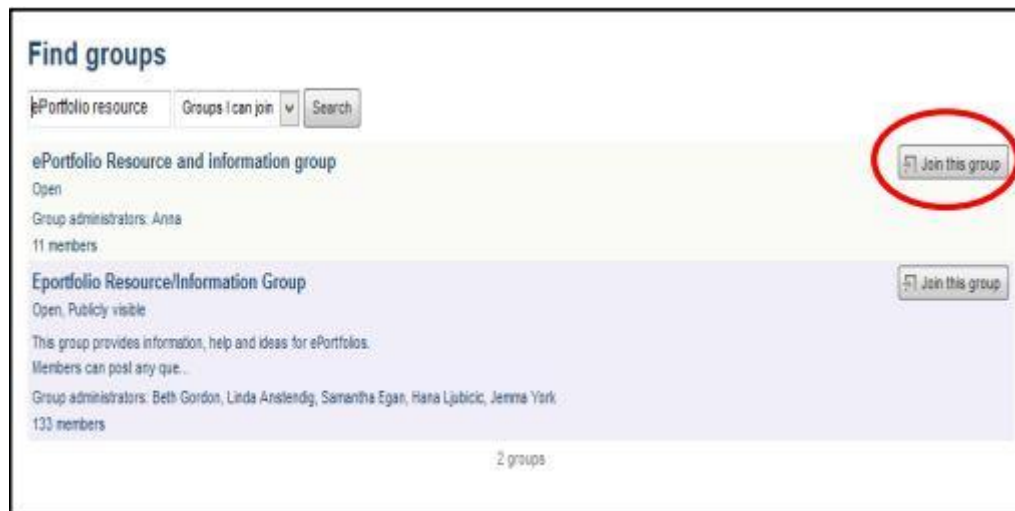 Find groups
ePortfolio resource Groups I can join Search
ePortfolio Resource and information group Join this group
Open
Group administrators: Anna
11 members
Eportfolio Resource/Information Group Join this group
Open, Publicly visible
This group provides information, help and ideas for ePortfolios.
Members can post any que...
Group administrators: Beth Gordon, Linda Anstendig, Samantha Egan, Hana Ljubicic, Jemma York
133 members
2 groups